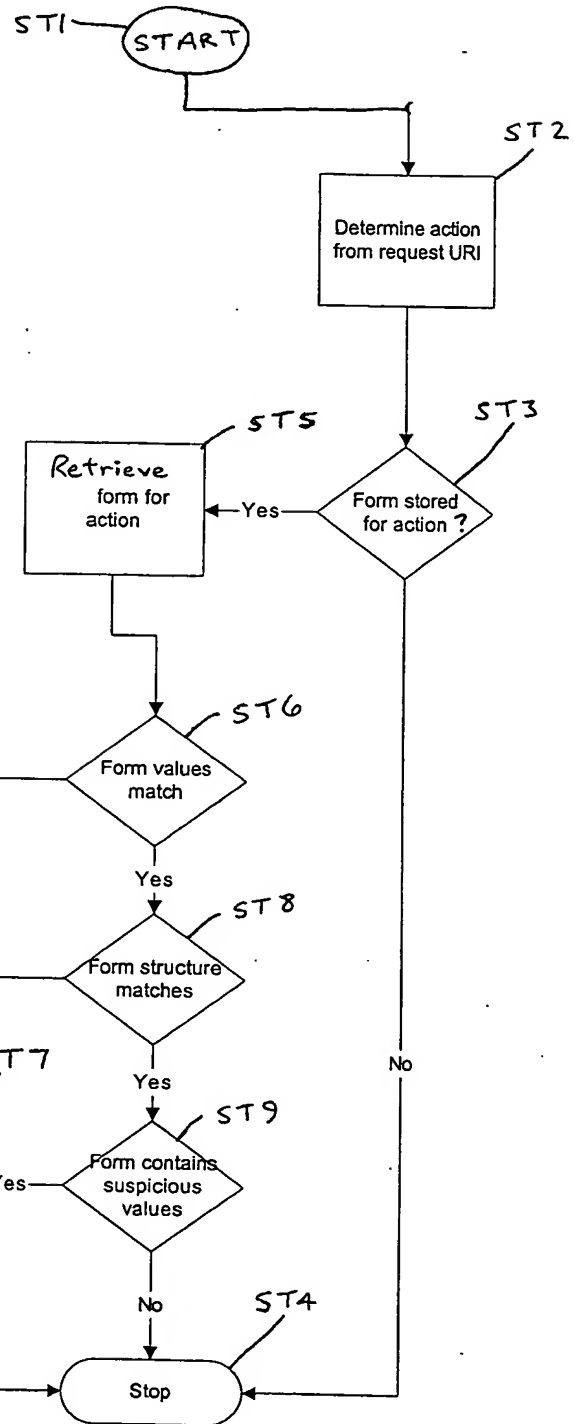 ST1
START
ST2
Determine action
from request URI
ST3
ST5
Retrieve
form for
action
Yes
Form stored
for action ?
ST6
Form values
match
Yes
ST8
Form structure
matches
T7
Yes
No
ST9
Form contains
suspicious
values
es
No
ST4
Stop